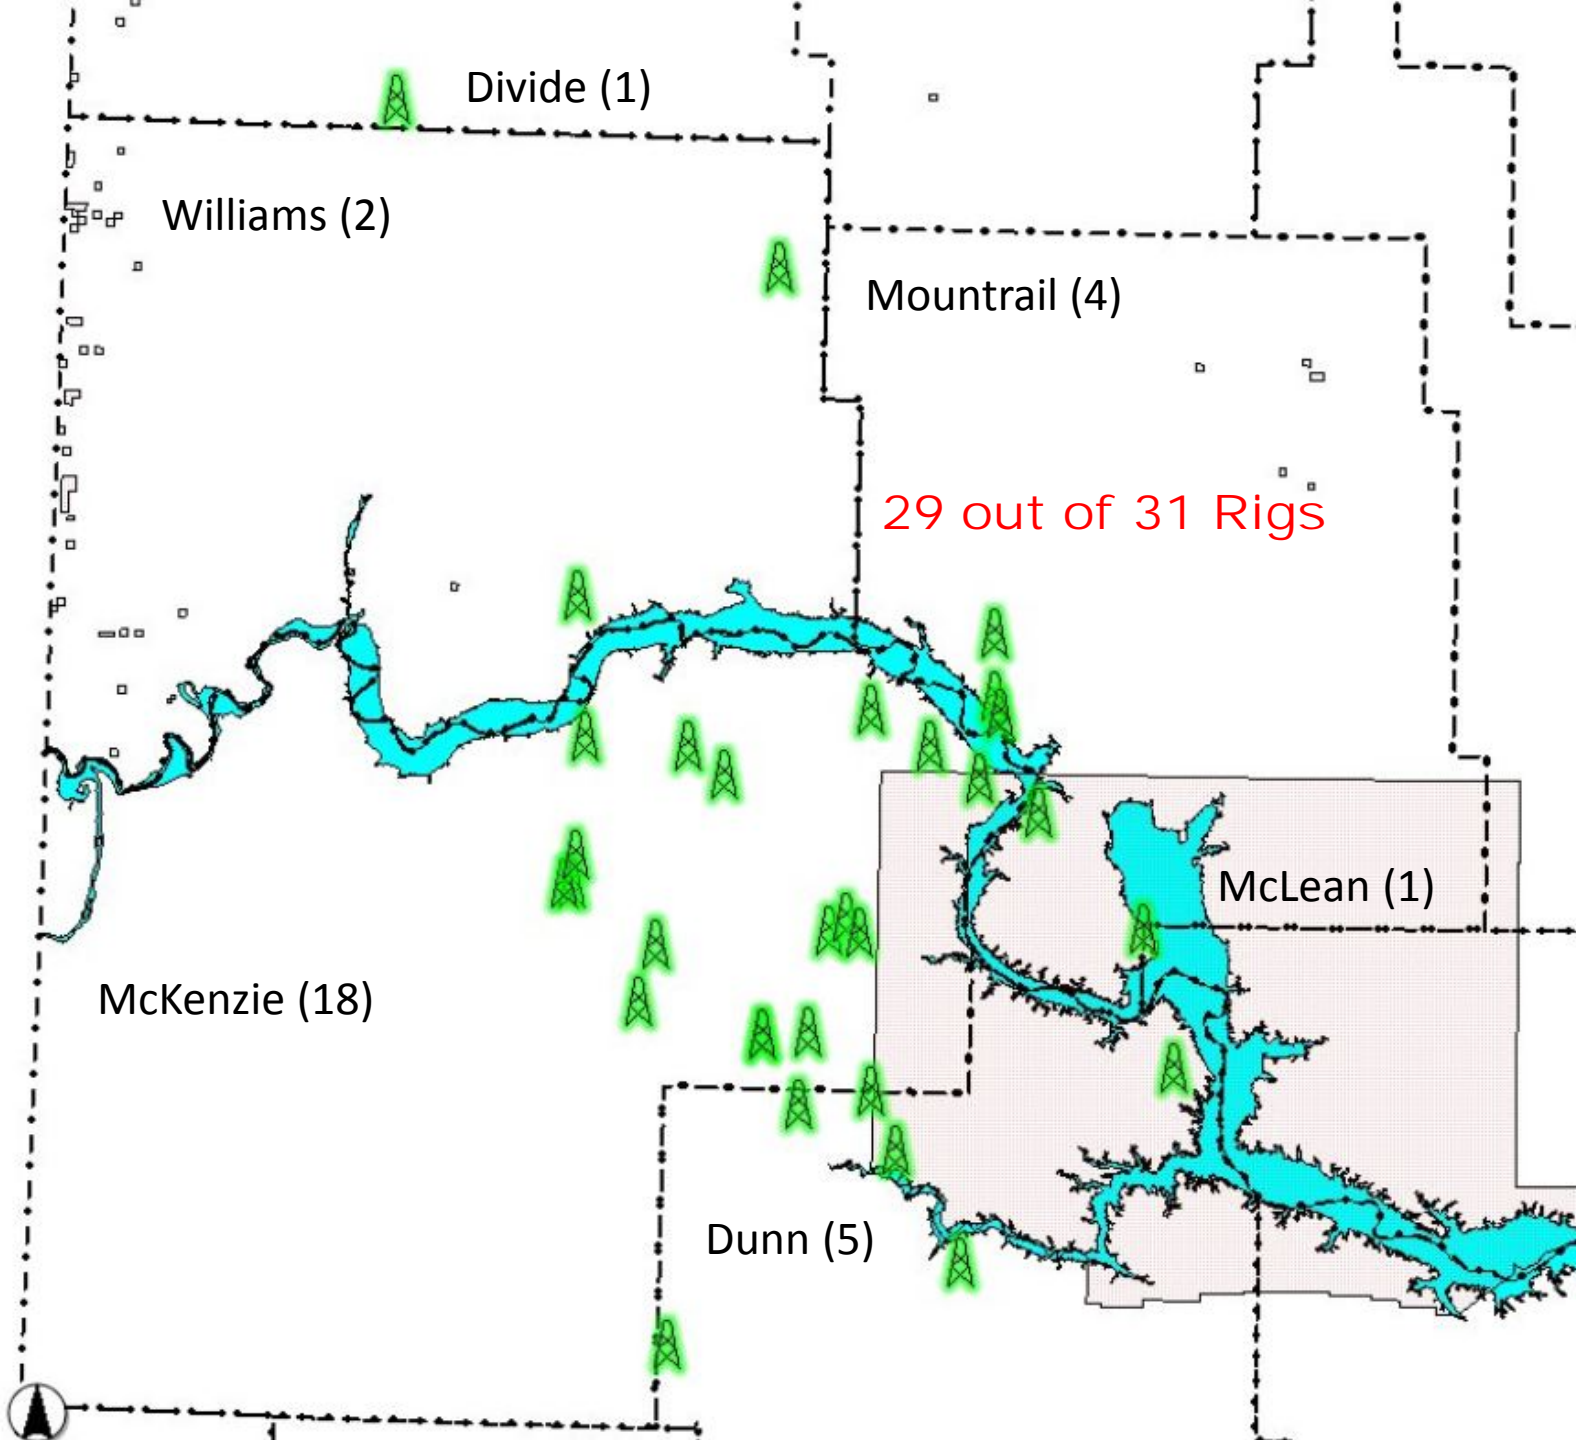 Divide (1)
Williams (2)
Mountrail (4)
29 out of 31 Rigs
McLean (1)
McKenzie (18)
Dunn (5)